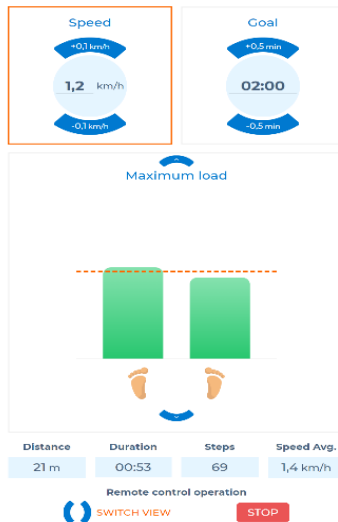 Speed
+0,1 km/h
1,2 km/h
-0,1 km/h
Goal
+0.5 min
02:00
-0.5 min
Maximum load
Distance
Duration
Steps
Speed Avg.
21 m
00:53
69
1,4 km/h
Remote control operation
SWITCH VIEW
STOP